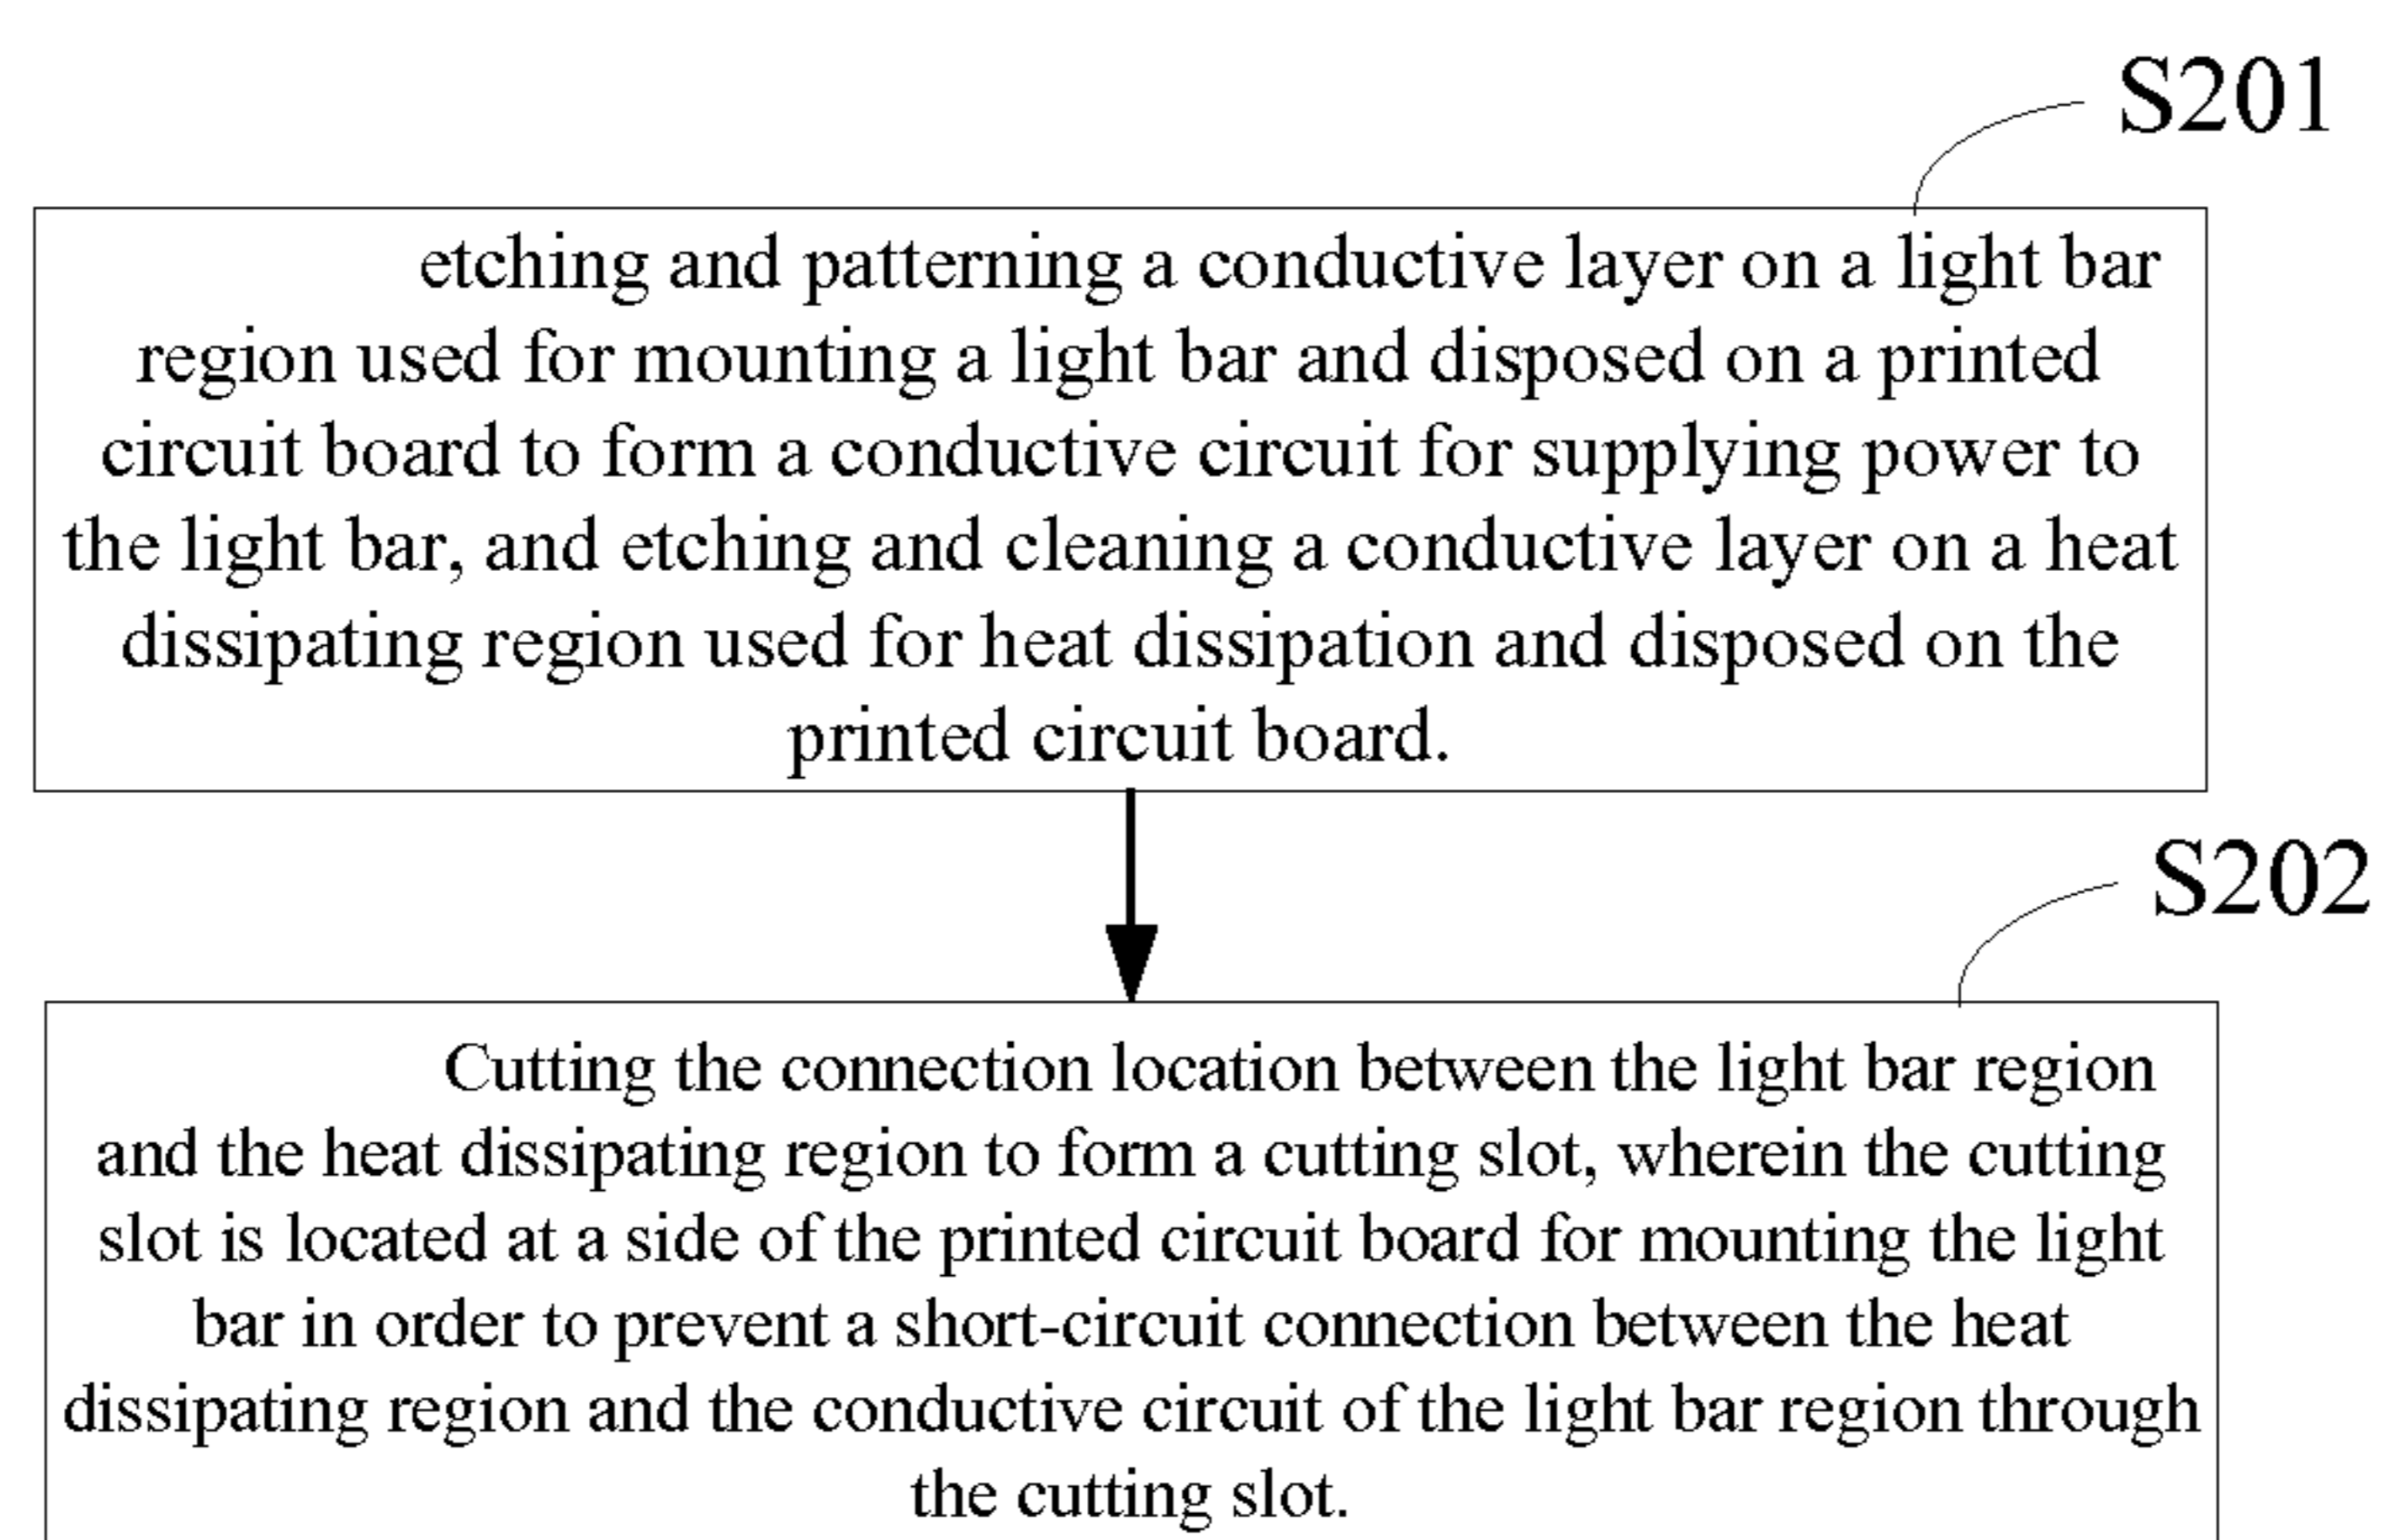 S201
etching and patterning a conductive layer on a light bar
region used for mounting a light bar and disposed on a printed
circuit board to form a conductive circuit for supplying power to
the light bar, and etching and cleaning a conductive layer on a heat
dissipating region used for heat dissipation and disposed on the
printed circuit board.
S202
Cutting the connection location between the light bar region
and the heat dissipating region to form a cutting slot, wherein the cutting
slot is located at a side of the printed circuit board for mounting the light
bar in order to prevent a short-circuit connection between the heat
dissipating region and the conductive circuit of the light bar region through
the cutting slot.